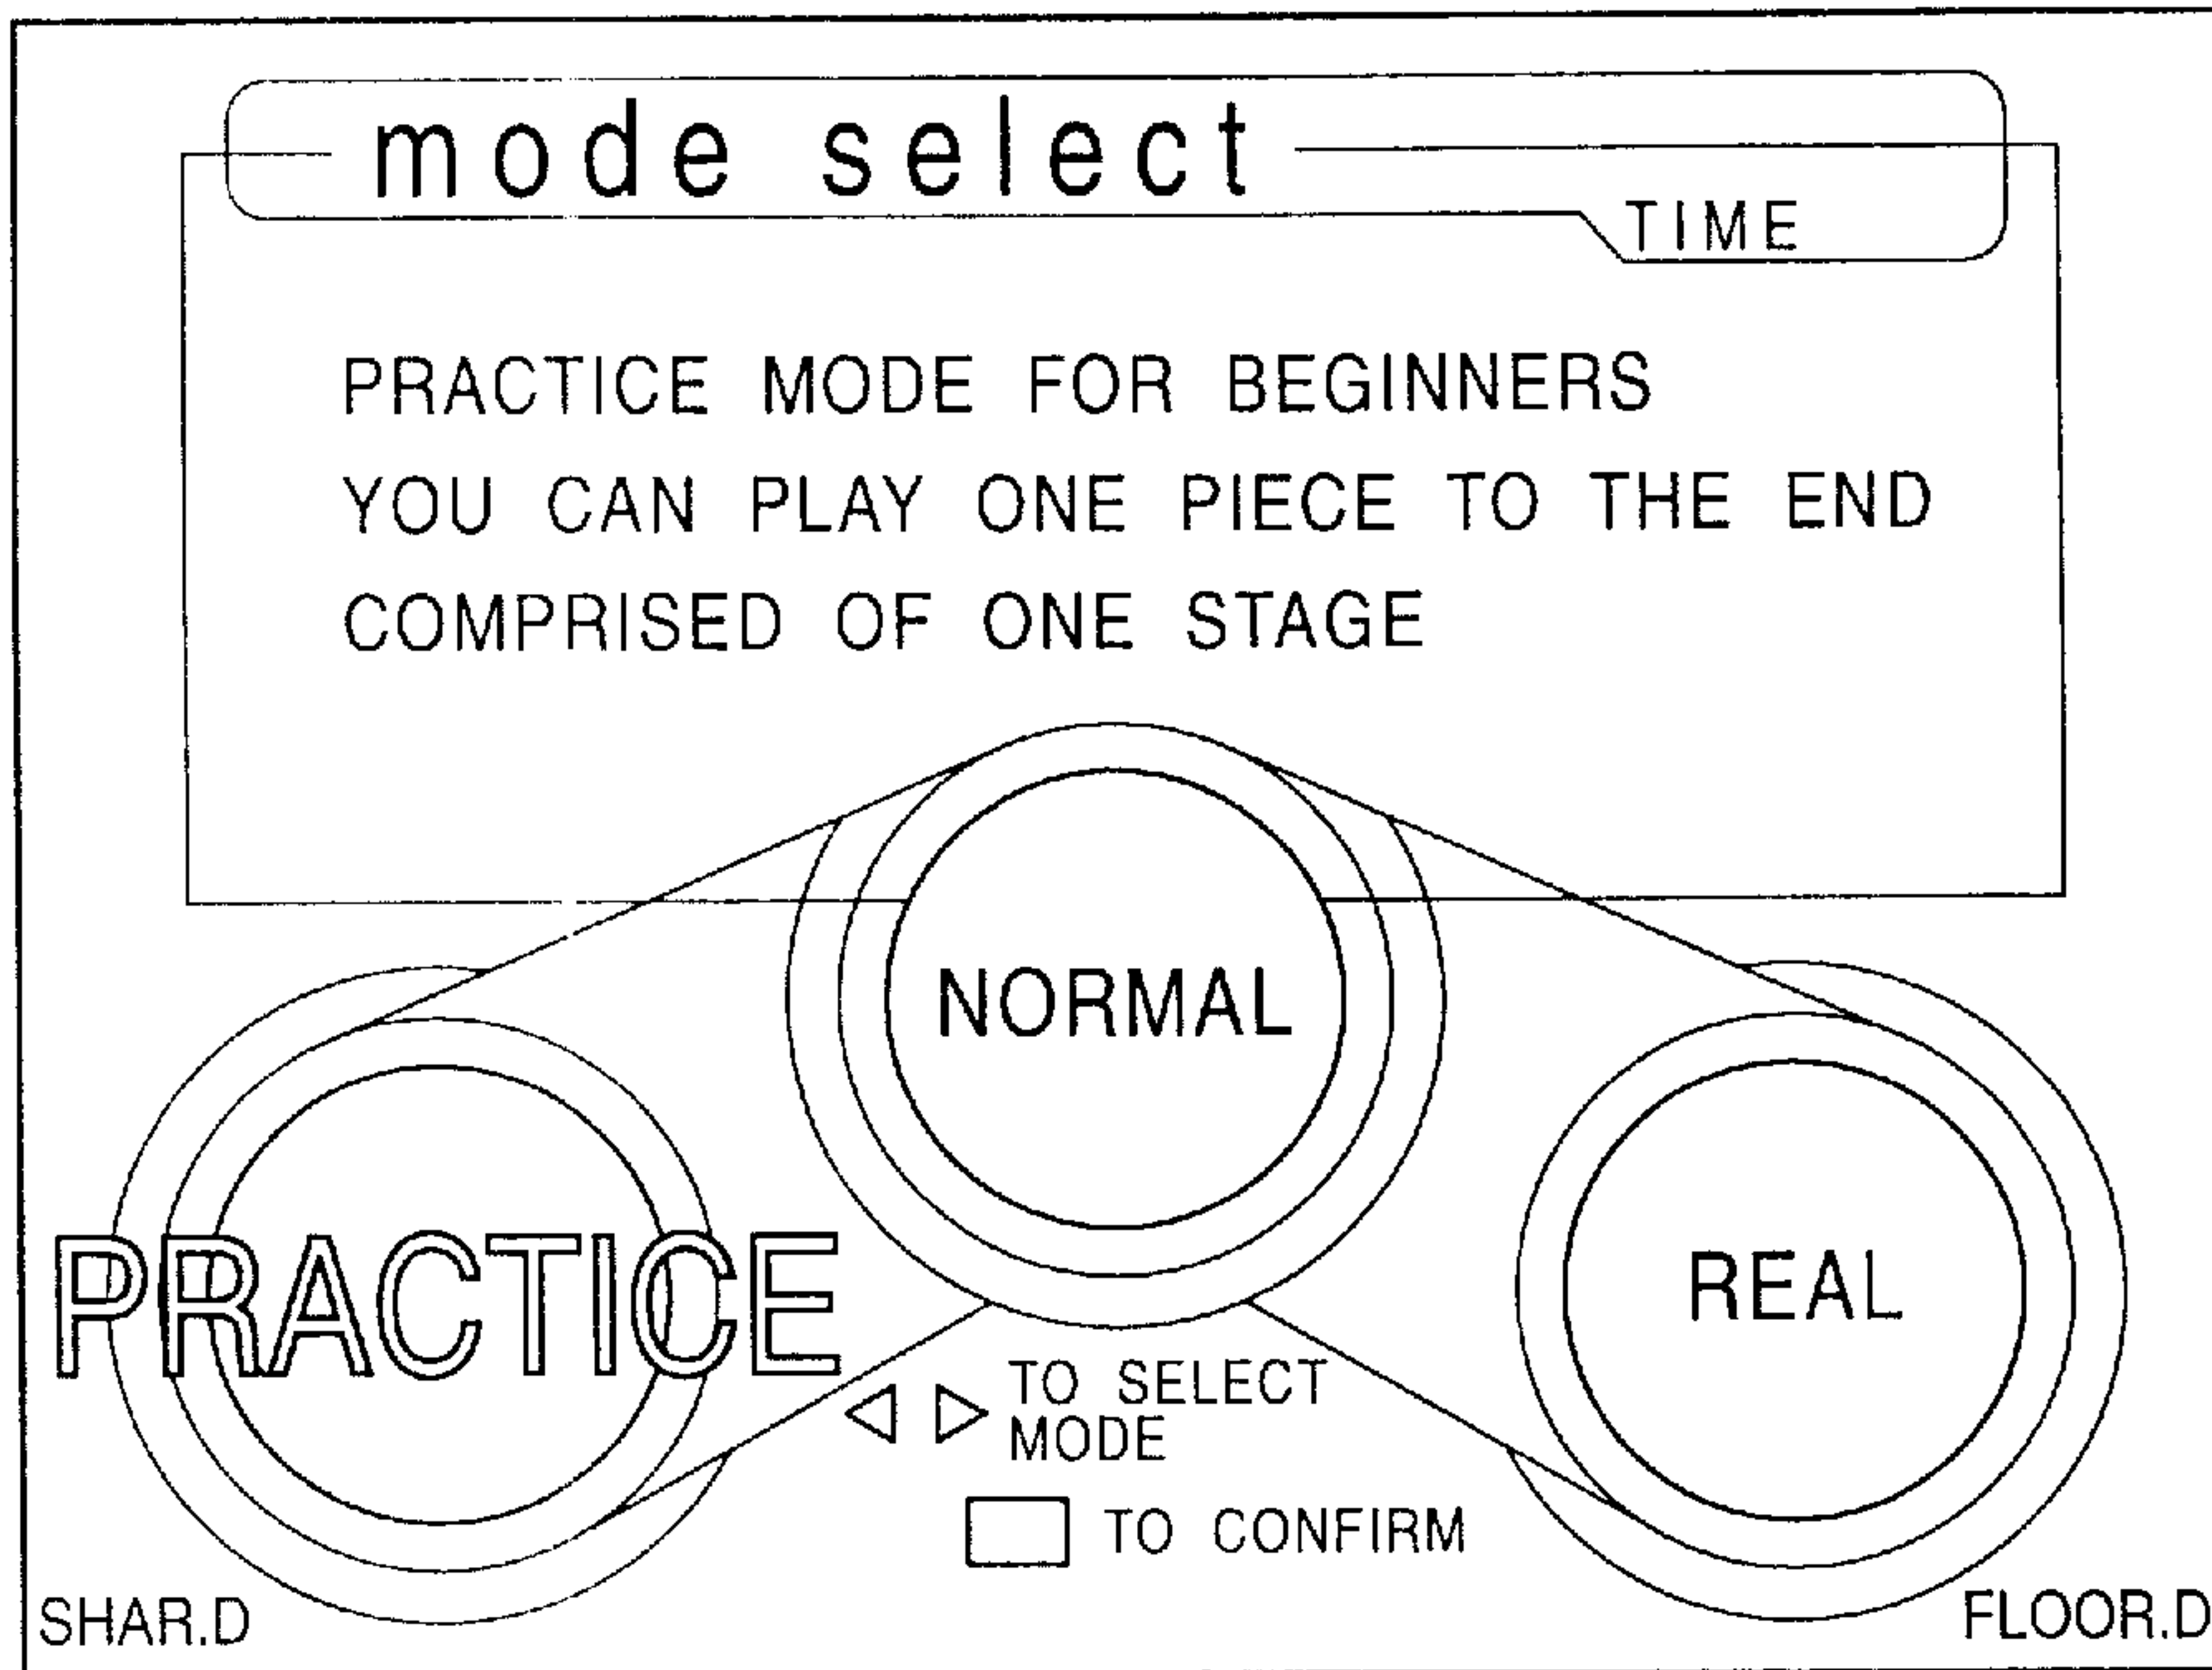 mode select
TIME
PRACTICE MODE FOR BEGINNERS
YOU CAN PLAY ONE PIECE TO THE END
COMPRISED OF ONE STAGE
NORMAL
PRACTICE
REAL
TO SELECT
MODE
TO CONFIRM
SHAR.D
FLOOR.D